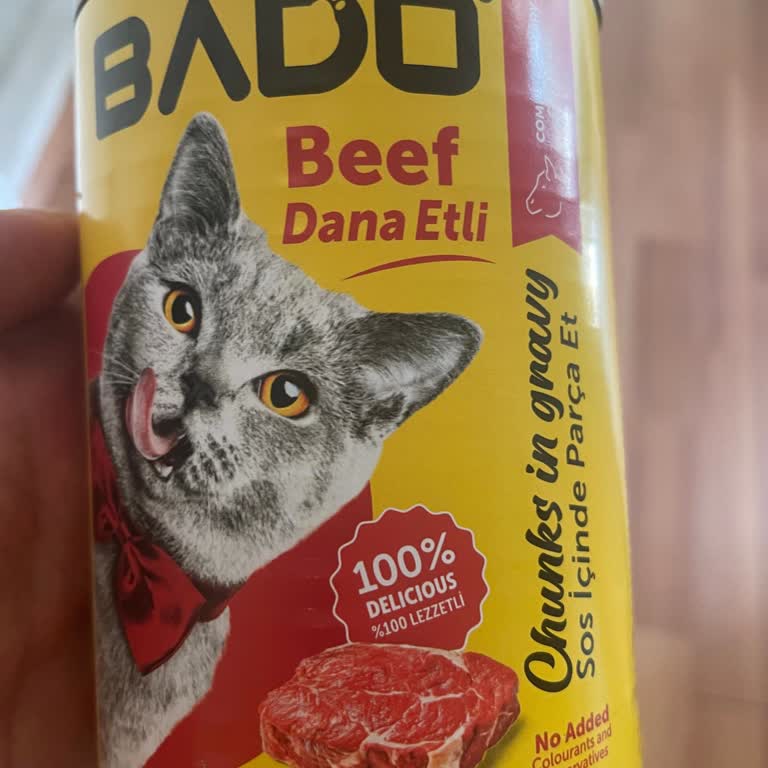 BADO
Beef
Dana Etli
Chunks in gravy
Sos İçinde Parça Et
100%
DELICIOUS
%100 LEZZETLİ
No Added
Colourants and